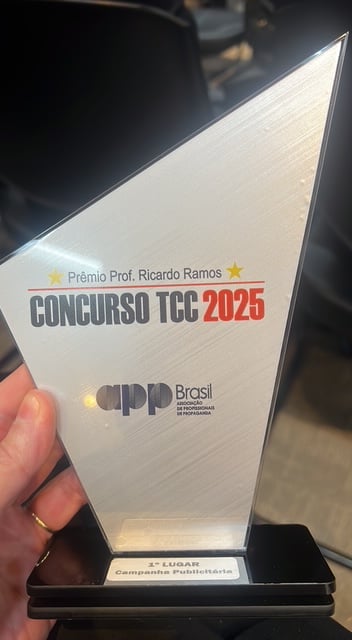 Prêmio Prof. Ricardo Ramos
CONCURSO TCC 2025
app Brasil
ASSOCIAÇÃO
DE PROFISSIONAIS
DE PROPAGANDA
1º LUGAR
Campanha Publicitária